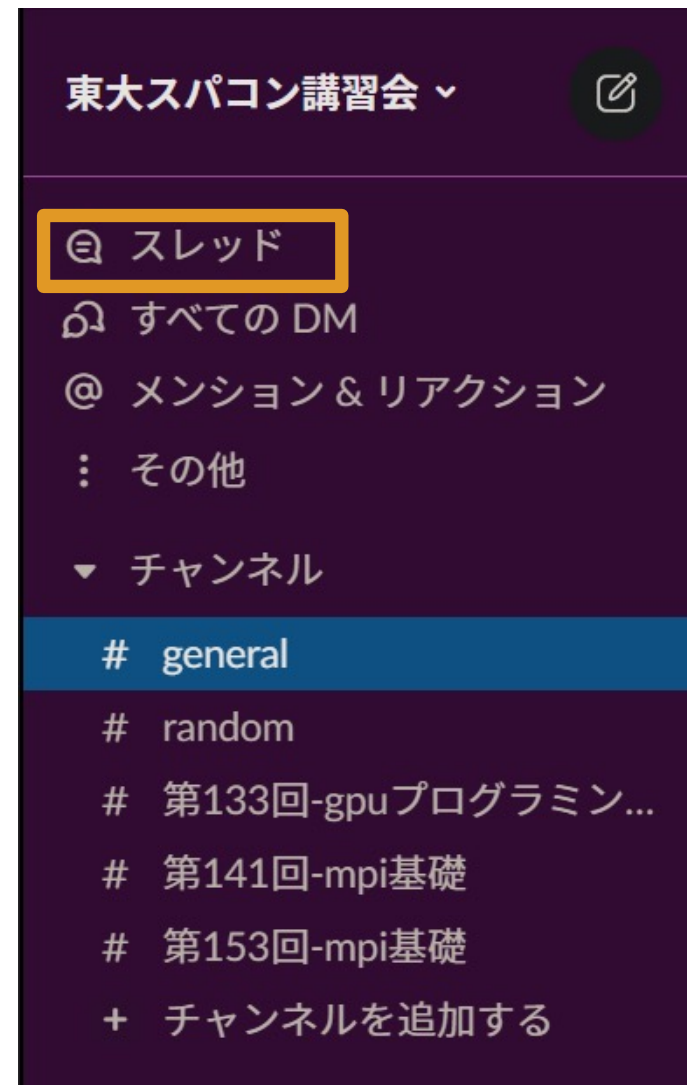 東大スパコン講習会
スレッド
すべての DM
@ メンション & リアクション
その他
チャンネル
# general
# random
# 第133回-gpuプログラミン...
# 第141回-mpi基礎
# 第153回-mpi基礎
+ チャンネルを追加する